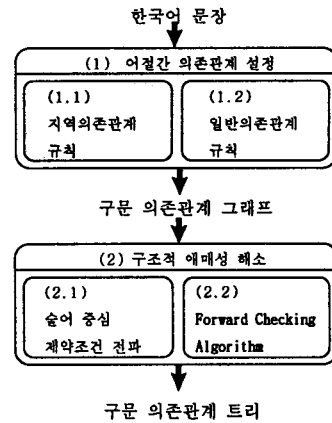 한국어 문장
(1) 어절간 의존관계 설정
(1.1)
지역의존관계
규칙
(1.2)
일반의존관계
규칙
구문 의존관계 그래프
(2) 구조적 애매성 해소
(2.1)
술어 중심
제약조건 전파
(2.2)
Forward Checking
Algorithm
구문 의존관계 트리